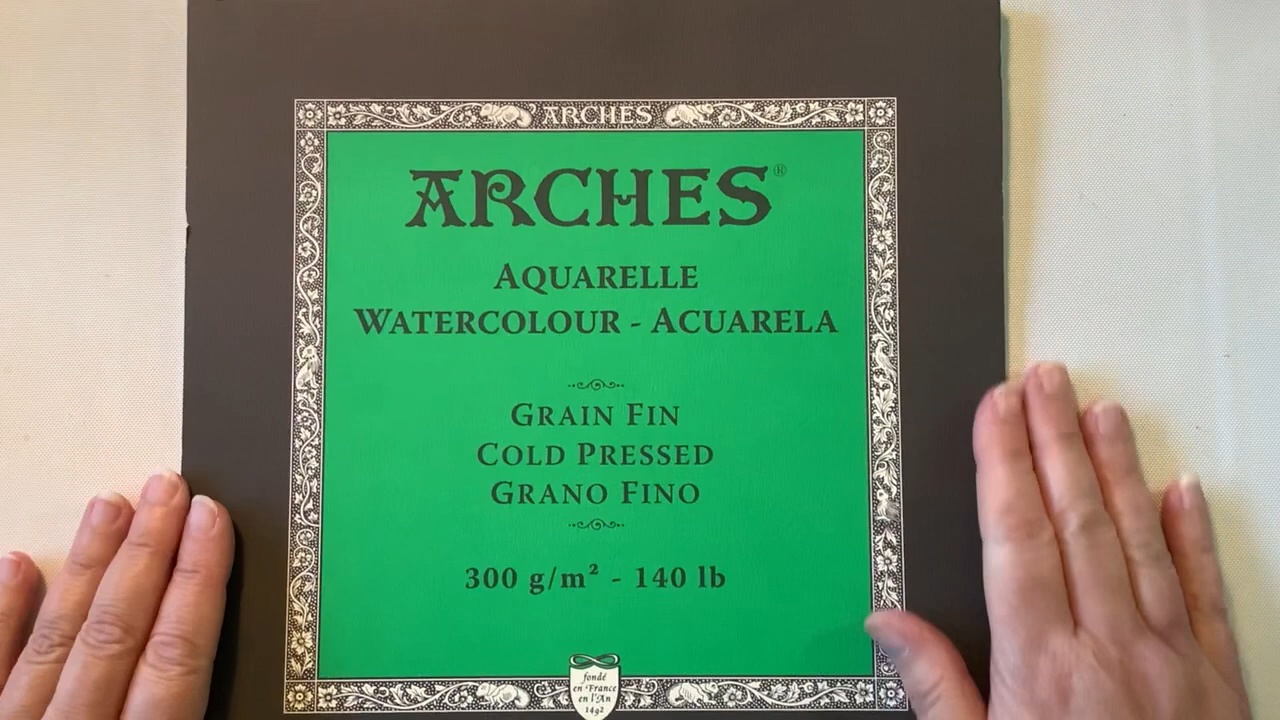 ARCHES
ARCHES®
AQUARELLE
WATERCOLOUR - ACUARELA
GRAIN FIN
COLD PRESSED
GRANO FINO
300 g/m² - 140 lb
fondé
en France
en l'An
1492